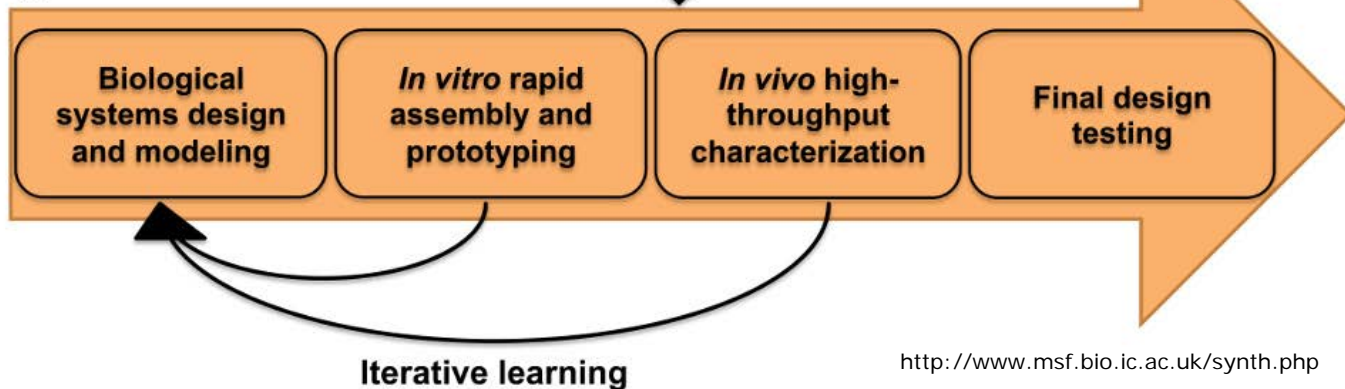 Biological
systems design
and modeling
In vitro rapid
assembly and
prototyping
In vivo high-
throughput
characterization
Final design
testing
Iterative learning
http://www.msf.bio.ic.ac.uk/synth.php